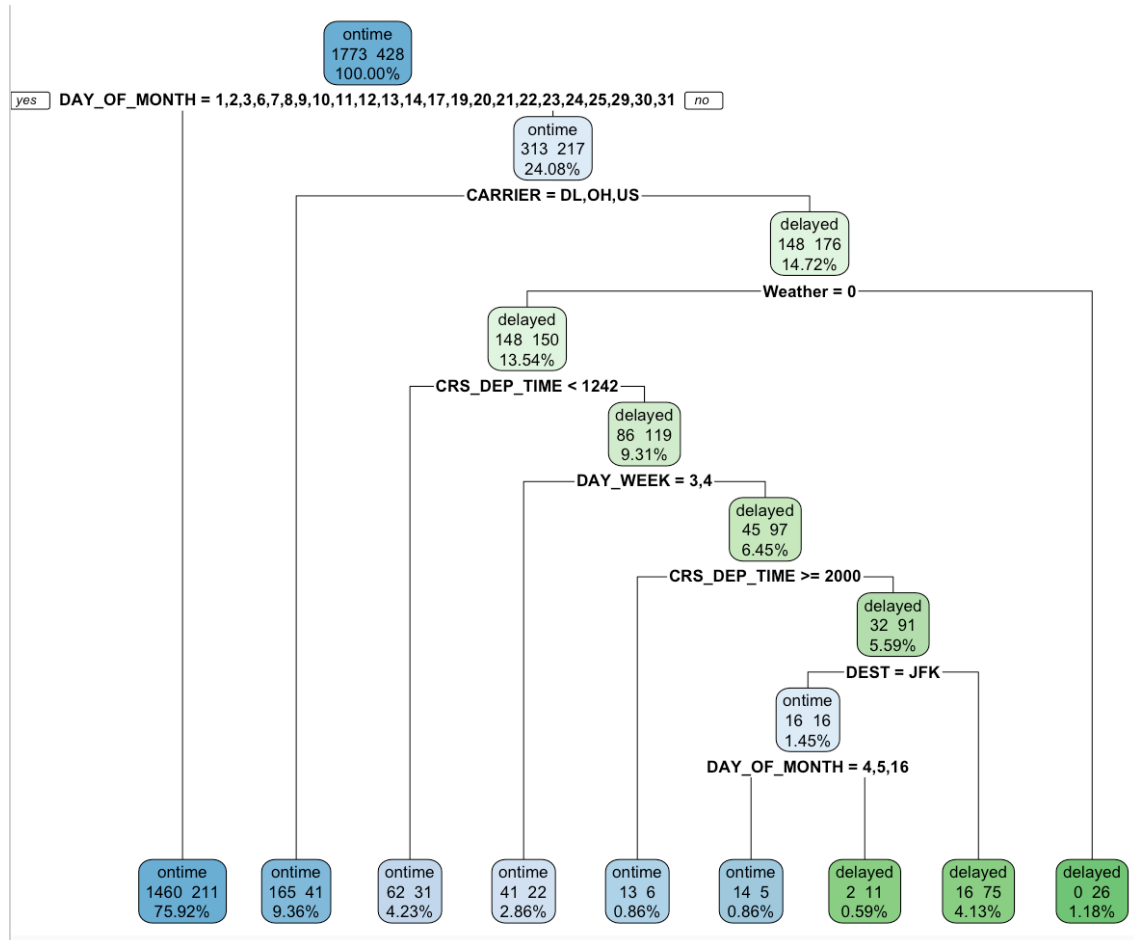 ontime
1773 428
100.00%
yes DAY_OF_MONTH = 1,2,3,6,7,8,9,10,11,12,13,14,17,19,20,21,22,23,24,25,29,30,31 no
ontime
313 217
24.08%
CARRIER = DL,OH,US
delayed
148 176
14.72%
Weather = 0
delayed
148 150
13.54%
CRS_DEP_TIME < 1242
delayed
86 119
9.31%
DAY_WEEK = 3,4
delayed
45 97
6.45%
CRS_DEP_TIME >= 2000
delayed
32 91
5.59%
DEST = JFK
ontime
16 16
1.45%
DAY_OF_MONTH = 4,5,16
ontime
1460 211
75.92%
ontime
165 41
9.36%
ontime
62 31
4.23%
ontime
41 22
2.86%
ontime
13 6
0.86%
ontime
14 5
0.86%
delayed
2 11
0.59%
delayed
16 75
4.13%
delayed
0 26
1.18%